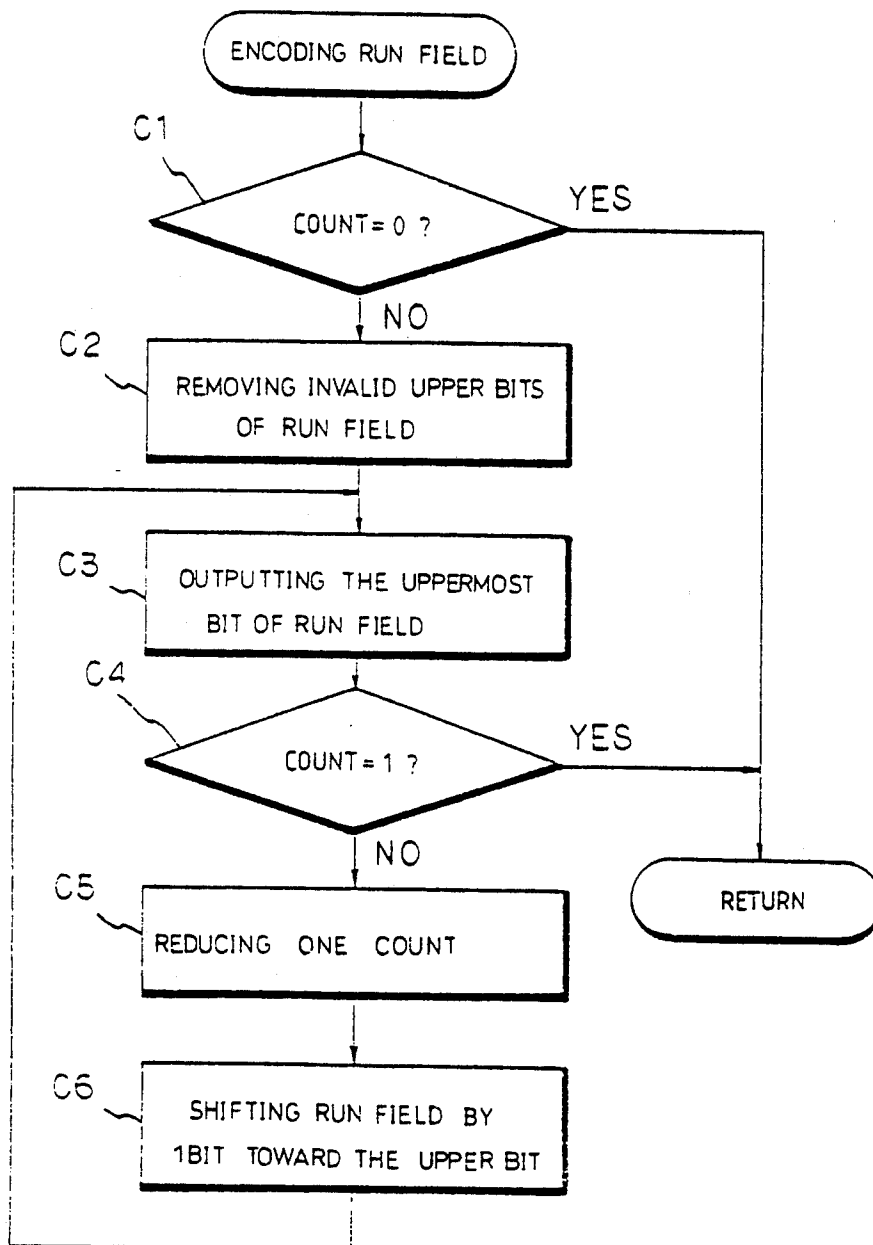 ENCODING RUN FIELD
C1
COUNT=0 ?
YES
NO
C2
REMOVING INVALID UPPER BITS
OF RUN FIELD
C3
OUTPUTTING THE UPPERMOST
BIT OF RUN FIELD
C4
COUNT=1 ?
YES
NO
C5
REDUCING ONE COUNT
RETURN
C6
SHIFTING RUN FIELD BY
1BIT TOWARD THE UPPER BIT